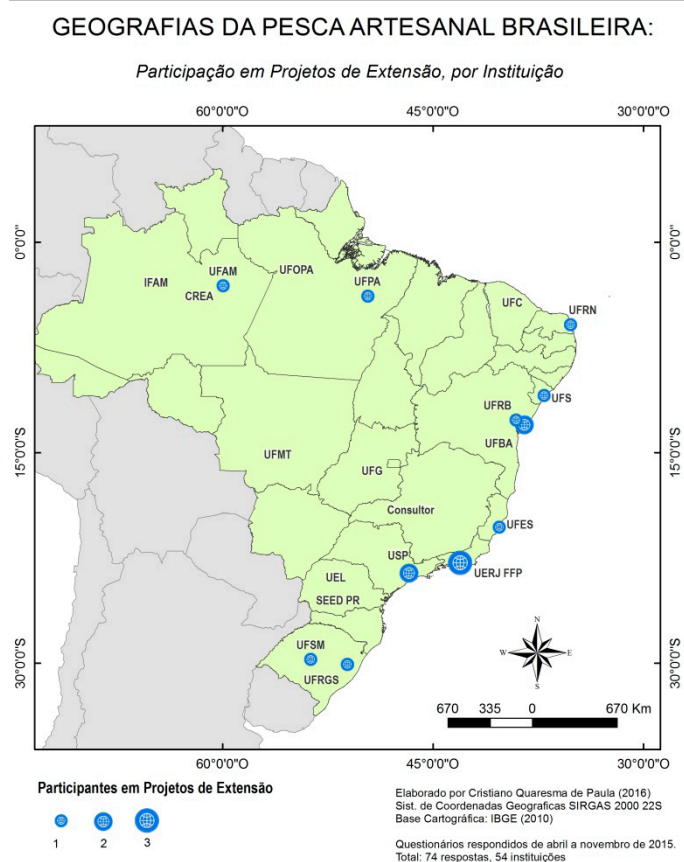 GEOGRAFIAS DA PESCA ARTESANAL BRASILEIRA:
Participação em Projetos de Extensão, por Instituição
60°0'0"O 45°0'0"O 30°0'0"O
0°0'0" 0°0'0"
UFAM UFOPA
IFAM UFPA
CREA UFC
UFRN
UFRB UFS
UFBA
15°0'0"S 15°0'0"S
UFMT UFG
Consultor
UFES
USP
UERJ FFP
UEL
SEED PR
UFSM
UFRGS
30°0'0"S 30°0'0"S
N
W E
S
670 335 0 670 Km
60°0'0"O 45°0'0"O 30°0'0"O
Participantes em Projetos de Extensão
1 2 3
Elaborado por Cristiano Quaresma de Paula (2016)
Sist. de Coordenadas Geograficas SIRGAS 2000 22S
Base Cartográfica: IBGE (2010)
Questionários respondidos de abril a novembro de 2015.
Total: 74 respostas, 54 instituições